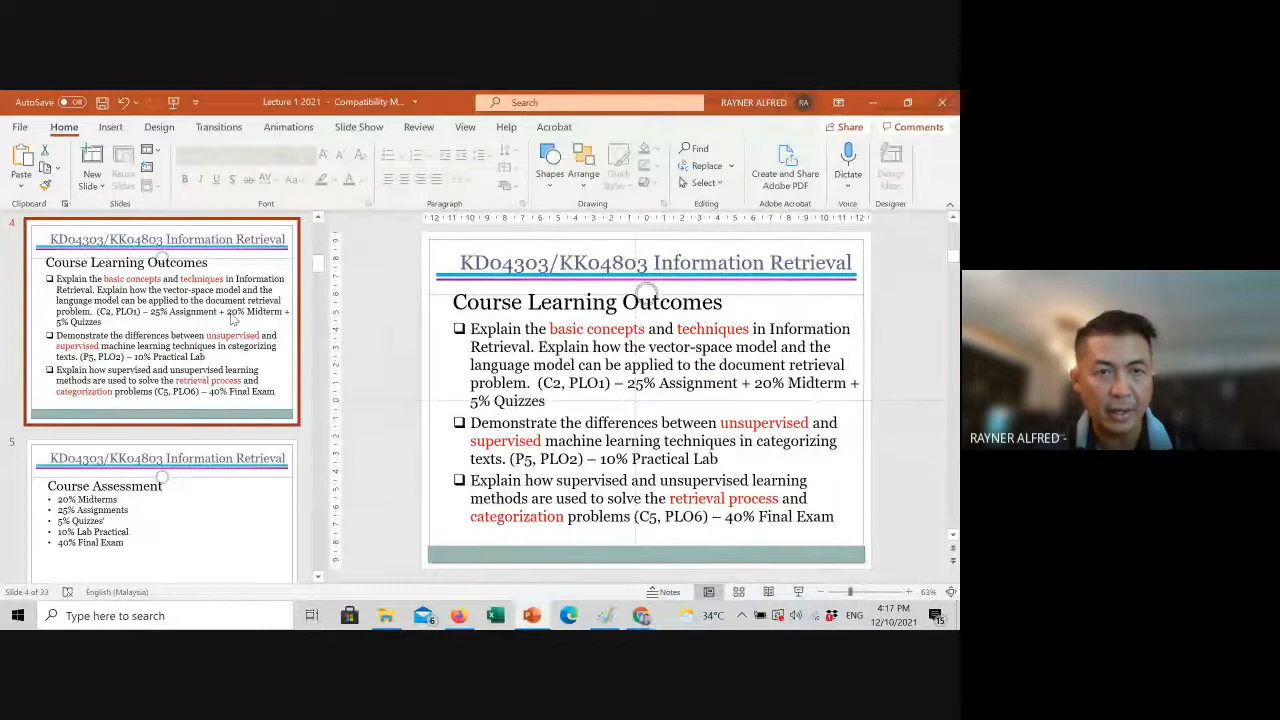 AutoSave Off
Lecture 1 2021 - Compatibility M...
Search
RAYNER ALFRED RA
File Home Insert Design Transitions Animations Slide Show Review View Help Acrobat
Share Comments
Paste
New
Slide
Reuse
Slides
Shapes
Arrange
Quick
Styles
Find
Replace
Select
Create and Share
Adobe PDF
Dictate
Design
Ideas
Clipboard Slides Font Paragraph Drawing Editing Adobe Acrobat Voice Designer
4
KD04303/KK04803 Information Retrieval
Course Learning Outcomes
Explain the basic concepts and techniques in Information
Retrieval. Explain how the vector-space model and the
language model can be applied to the document retrieval
problem. (C2, PLO1) – 25% Assignment + 20% Midterm +
5% Quizzes
Demonstrate the differences between unsupervised and
supervised machine learning techniques in categorizing
texts. (P5, PLO2) – 10% Practical Lab
Explain how supervised and unsupervised learning
methods are used to solve the retrieval process and
categorization problems (C5, PLO6) – 40% Final Exam
5
KD04303/KK04803 Information Retrieval
Course Assessment
• 20% Midterms
• 25% Assignments
• 5% Quizzes'
• 10% Lab Practical
• 40% Final Exam
KD04303/KK04803 Information Retrieval
Course Learning Outcomes
Explain the basic concepts and techniques in Information
Retrieval. Explain how the vector-space model and the
language model can be applied to the document retrieval
problem. (C2, PLO1) – 25% Assignment + 20% Midterm +
5% Quizzes
Demonstrate the differences between unsupervised and
supervised machine learning techniques in categorizing
texts. (P5, PLO2) – 10% Practical Lab
Explain how supervised and unsupervised learning
methods are used to solve the retrieval process and
categorization problems (C5, PLO6) – 40% Final Exam
RAYNER ALFRED -
Slide 4 of 33 English (Malaysia)
Notes
63%
Type here to search
34°C
ENG
4:17 PM
12/10/2021